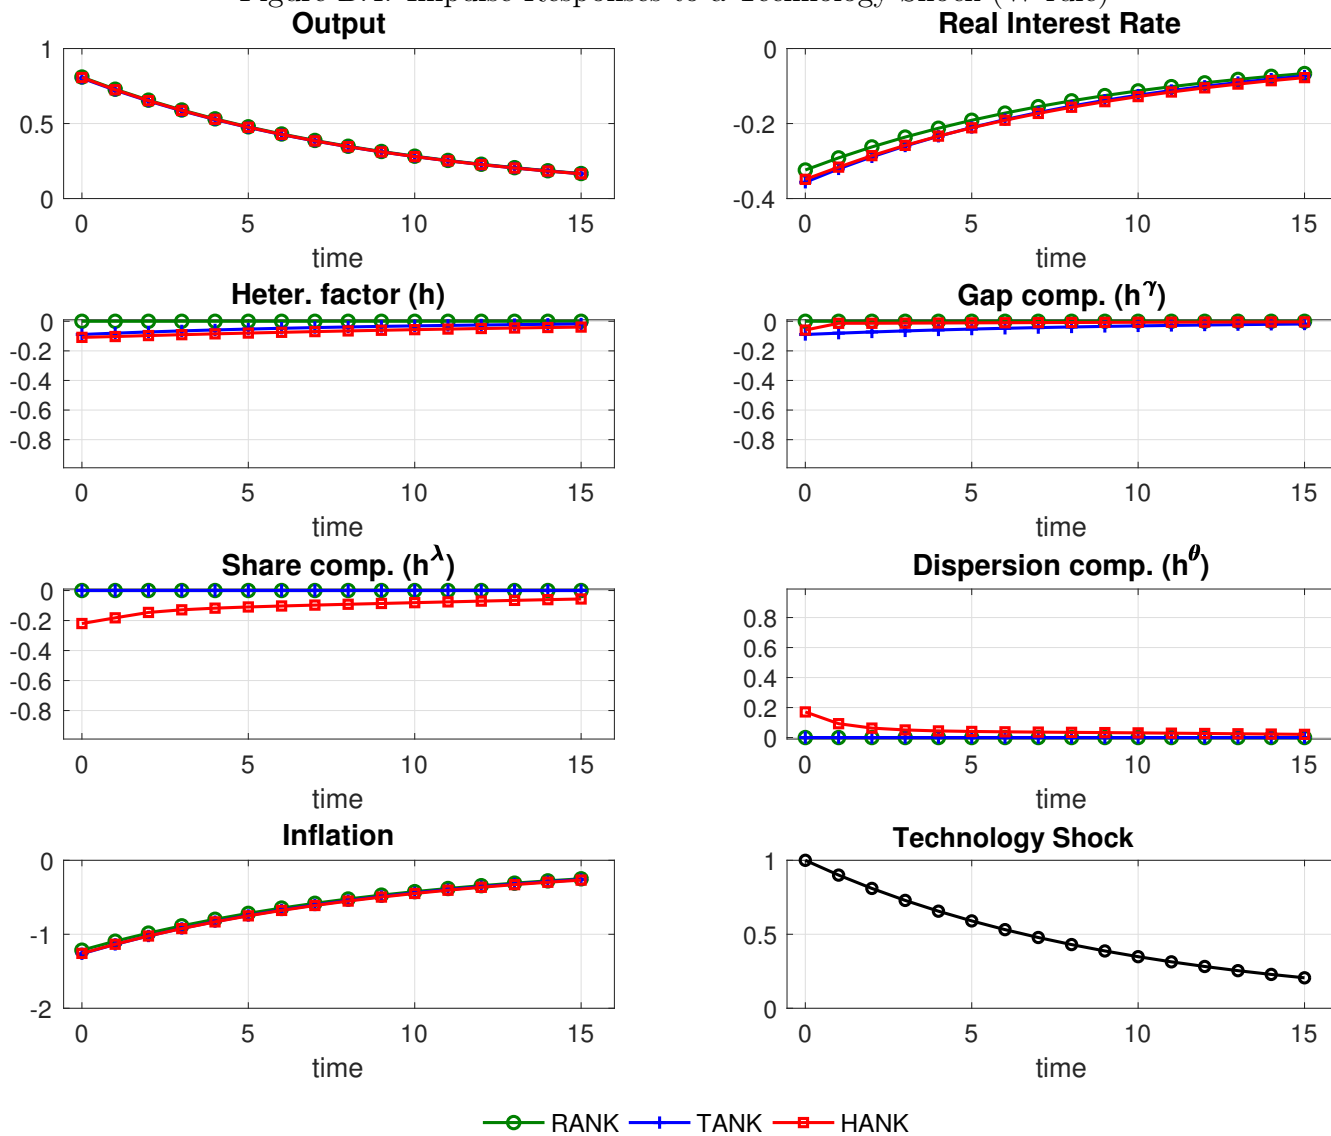 Output
Real Interest Rate
1
0.5
0
0
-0.2
-0.4
0 5 10 15
0 5 10 15
time
time
Heter. factor (h)
Gap comp. (h^γ)
0
-0.2
-0.4
-0.6
-0.8
0
-0.2
-0.4
-0.6
-0.8
0 5 10 15
0 5 10 15
time
time
Share comp. (h^λ)
Dispersion comp. (h^θ)
0
-0.2
-0.4
-0.6
-0.8
0.8
0.6
0.4
0.2
0
0 5 10 15
0 5 10 15
time
time
Inflation
Technology Shock
0
-1
-2
1
0.5
0
0 5 10 15
0 5 10 15
time
time
RANK TANK HANK